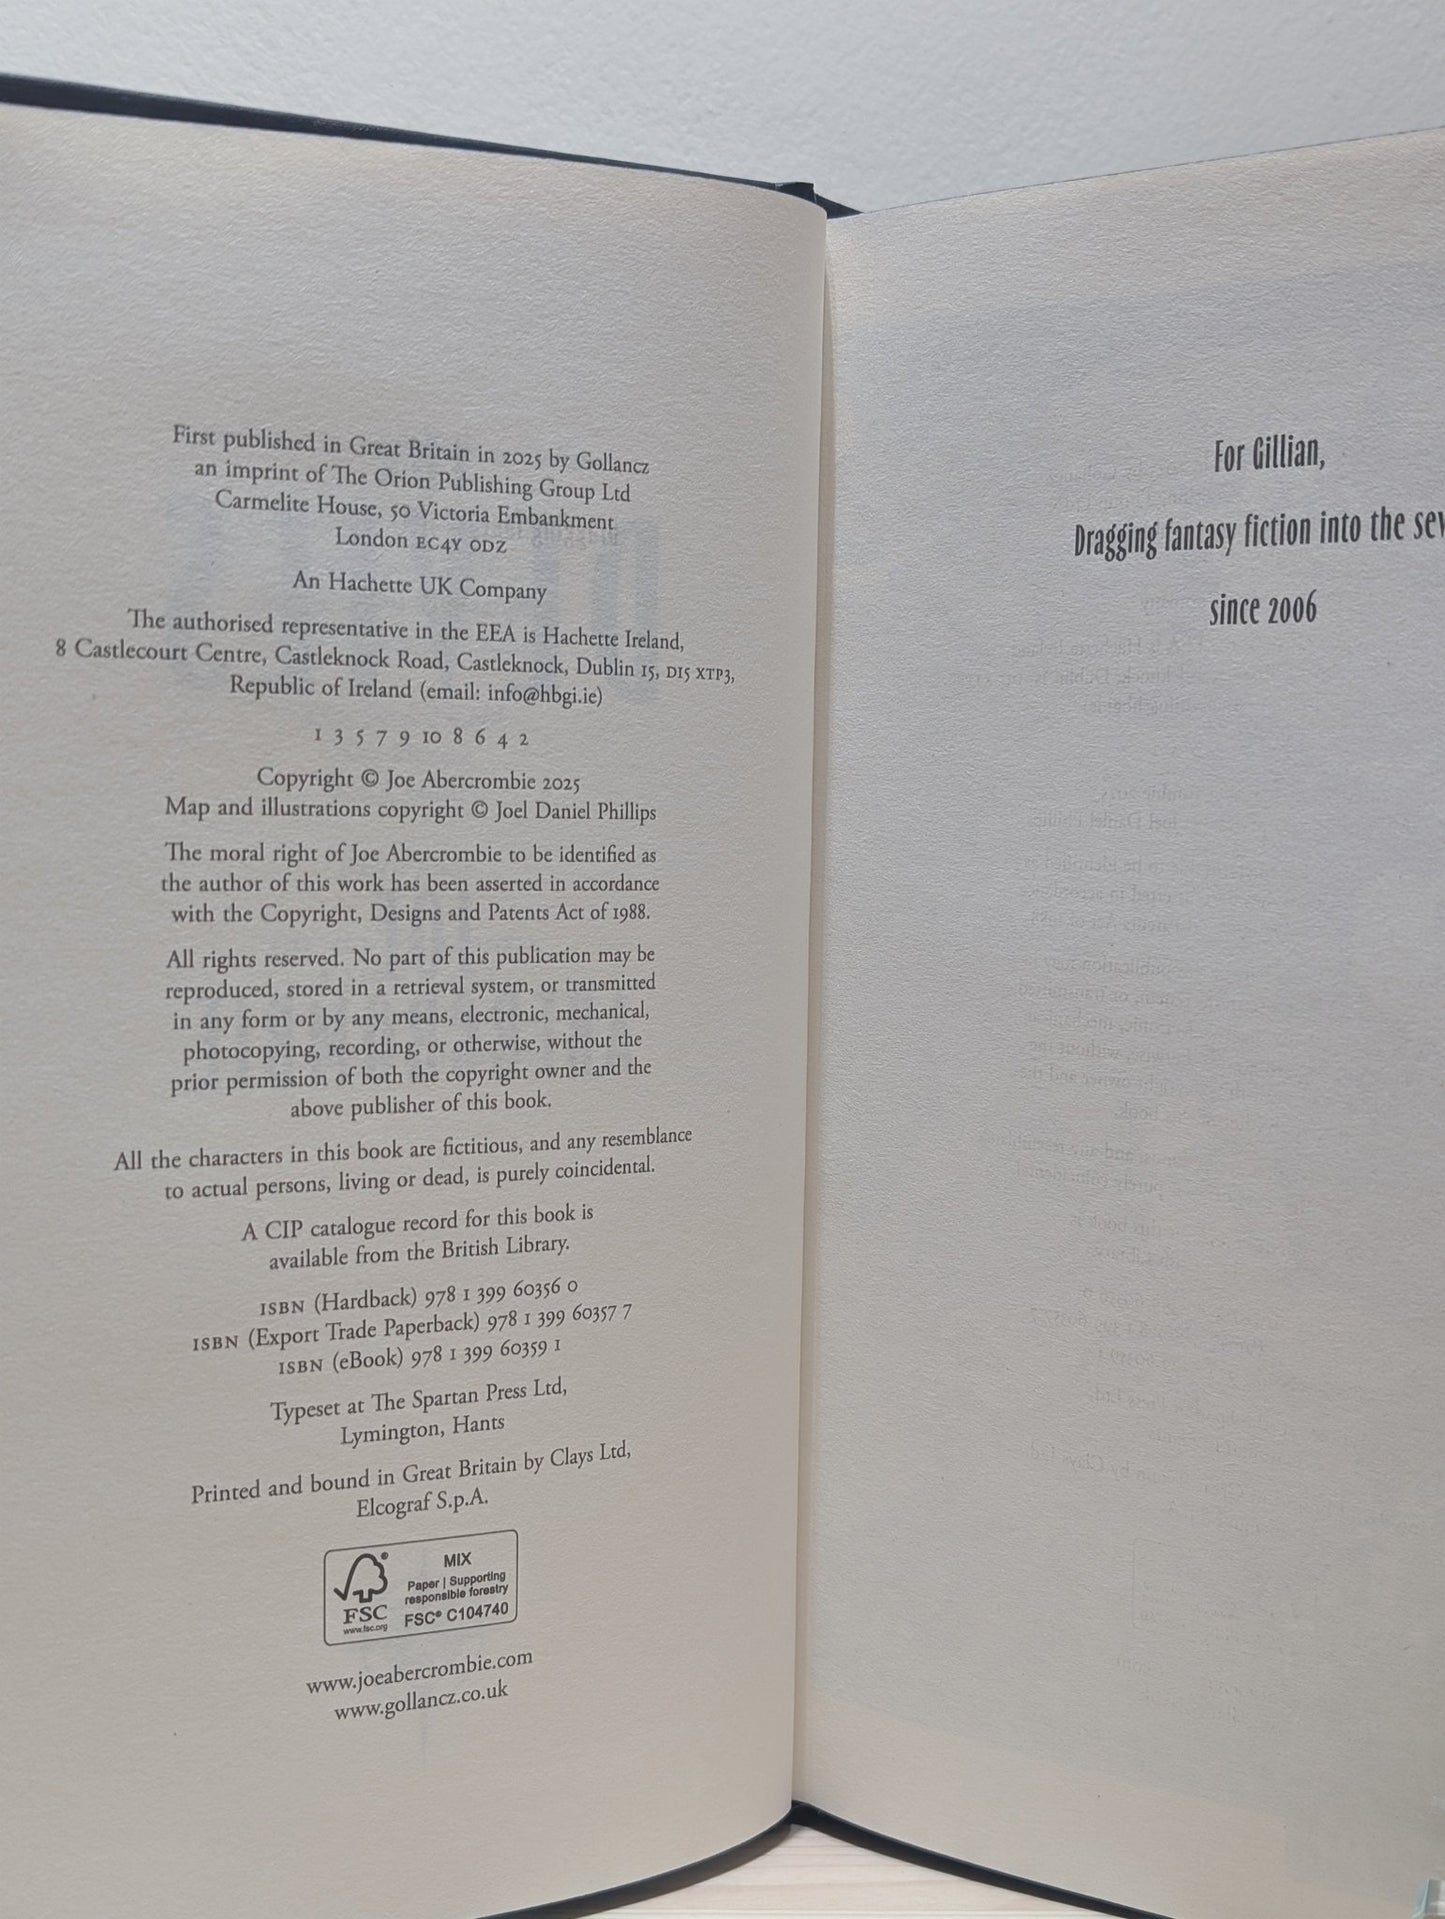 First published in Great Britain in 2025 by Gollancz
an imprint of The Orion Publishing Group Ltd
Carmelite House, 50 Victoria Embankment
London EC4Y 0DZ
An Hachette UK Company
The authorised representative in the EEA is Hachette Ireland,
8 Castlecourt Centre, Castleknock Road, Castleknock, Dublin 15, D15 XTP3,
Republic of Ireland (email: info@hbgi.ie)
1 3 5 7 9 10 8 6 4 2
Copyright © Joe Abercrombie 2025
Map and illustrations copyright © Joel Daniel Phillips
The moral right of Joe Abercrombie to be identified as
the author of this work has been asserted in accordance
with the Copyright, Designs and Patents Act of 1988.
All rights reserved. No part of this publication may be
reproduced, stored in a retrieval system, or transmitted
in any form or by any means, electronic, mechanical,
photocopying, recording, or otherwise, without the
prior permission of both the copyright owner and the
above publisher of this book.
All the characters in this book are fictitious, and any resemblance
to actual persons, living or dead, is purely coincidental.
A CIP catalogue record for this book is
available from the British Library.
ISBN (Hardback) 978 1 399 60356 0
ISBN (Export Trade Paperback) 978 1 399 60357 7
ISBN (eBook) 978 1 399 60359 1
Typeset at The Spartan Press Ltd,
Lymington, Hants
Printed and bound in Great Britain by Clays Ltd,
Elcograf S.p.A.
FSC
www.fsc.org
MIX
Paper | Supporting
responsible forestry
FSC® C104740
www.joeabercrombie.com
www.gollancz.co.uk
For Gillian,
Dragging fantasy fiction into the
since 2006